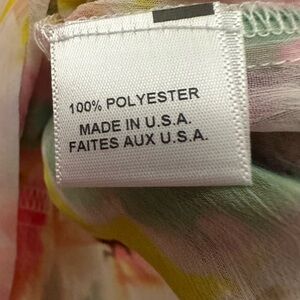 100% POLYESTER
MADE IN U.S.A.
FAITES AUX U.S.A.